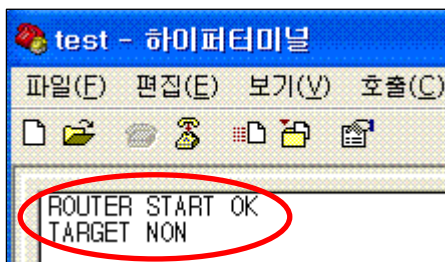 test - 하이퍼터미널
파일(F) 편집(E) 보기(V) 호출(C)
ROUTER START OK
TARGET NON